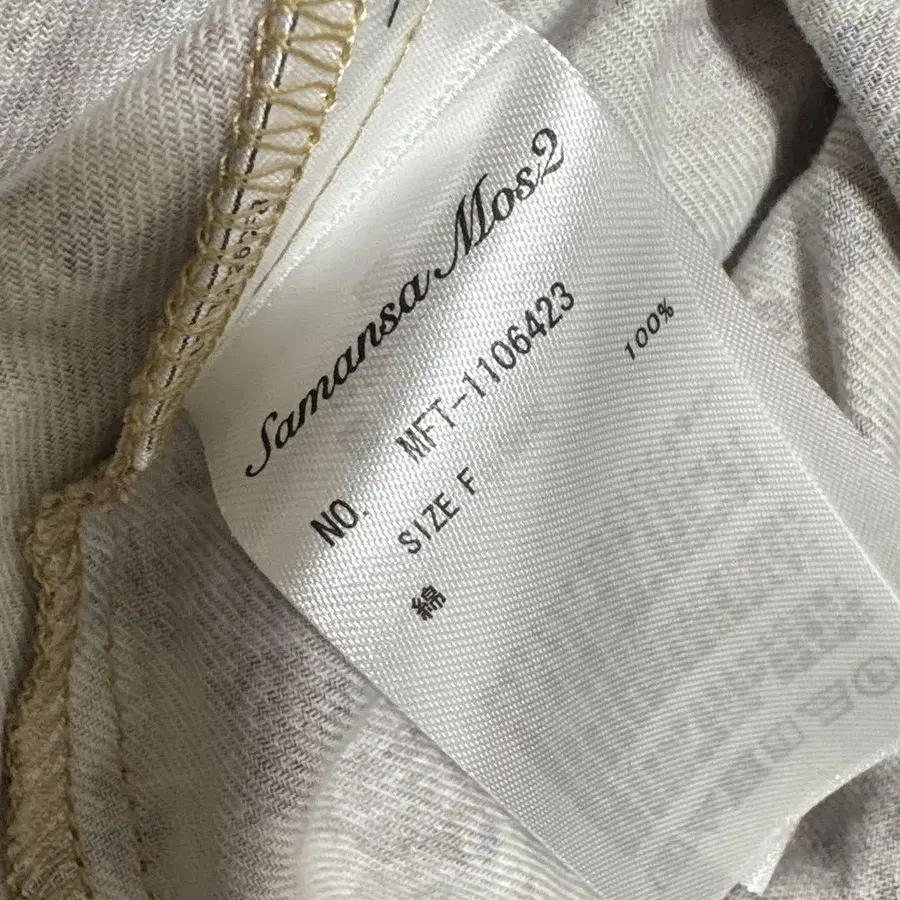 Samansa Mos2
NO. MFT-1106423
SIZE F
綿 100%